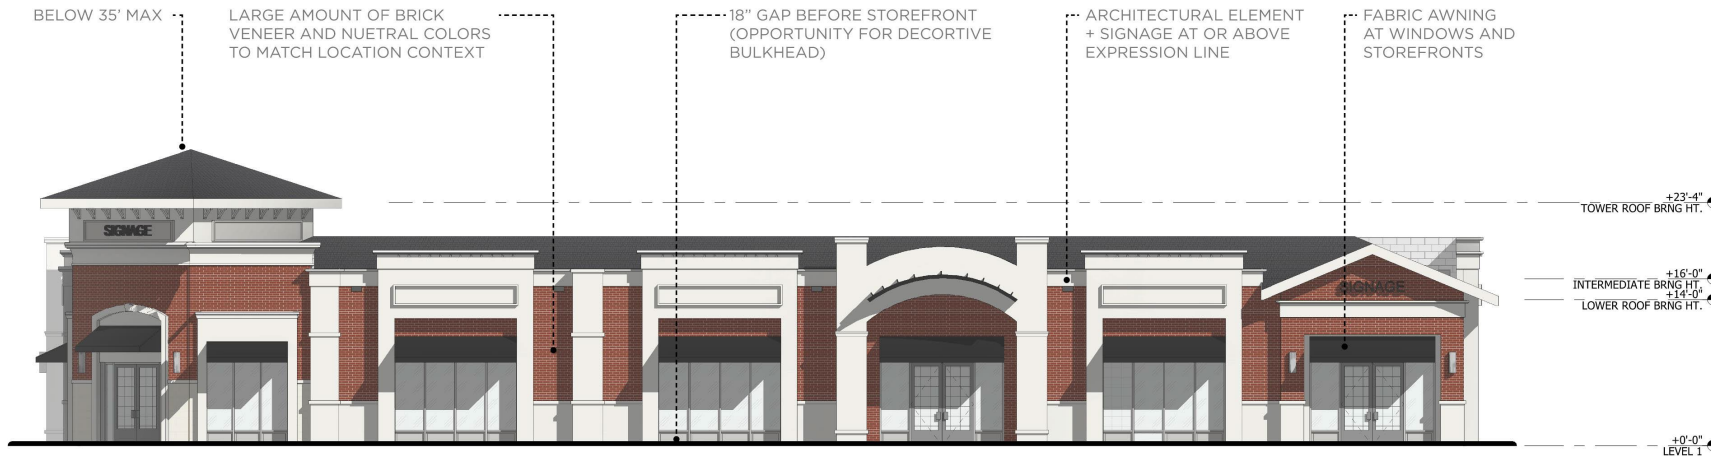 BELOW 35' MAX
LARGE AMOUNT OF BRICK
VENEER AND NUETRAL COLORS
TO MATCH LOCATION CONTEXT
18" GAP BEFORE STOREFRONT
(OPPORTUNITY FOR DECORTIVE
BULKHEAD)
ARCHITECTURAL ELEMENT
+ SIGNAGE AT OR ABOVE
EXPRESSION LINE
FABRIC AWNING
AT WINDOWS AND
STOREFRONTS
SIGNAGE
SIGNAGE
+23'-4"
TOWER ROOF BRNG HT.
+16'-0"
INTERMEDIATE BRNG HT.
+14'-0"
LOWER ROOF BRNG HT.
+0'-0"
LEVEL 1